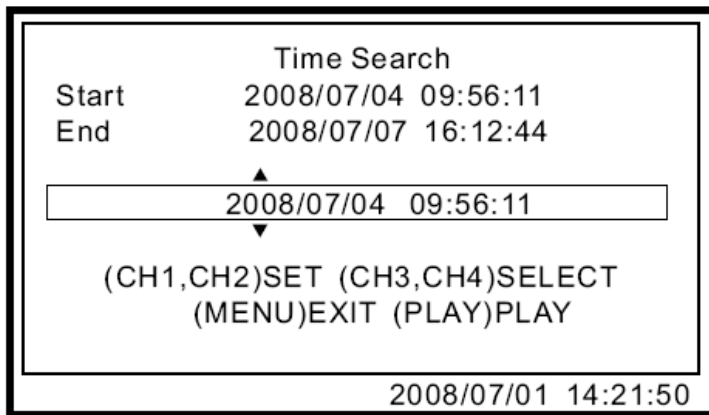 Time Search
Start 2008/07/04 09:56:11
End 2008/07/07 16:12:44
2008/07/04 09:56:11
(CH1,CH2)SET (CH3,CH4)SELECT
(MENU)EXIT (PLAY)PLAY
2008/07/01 14:21:50